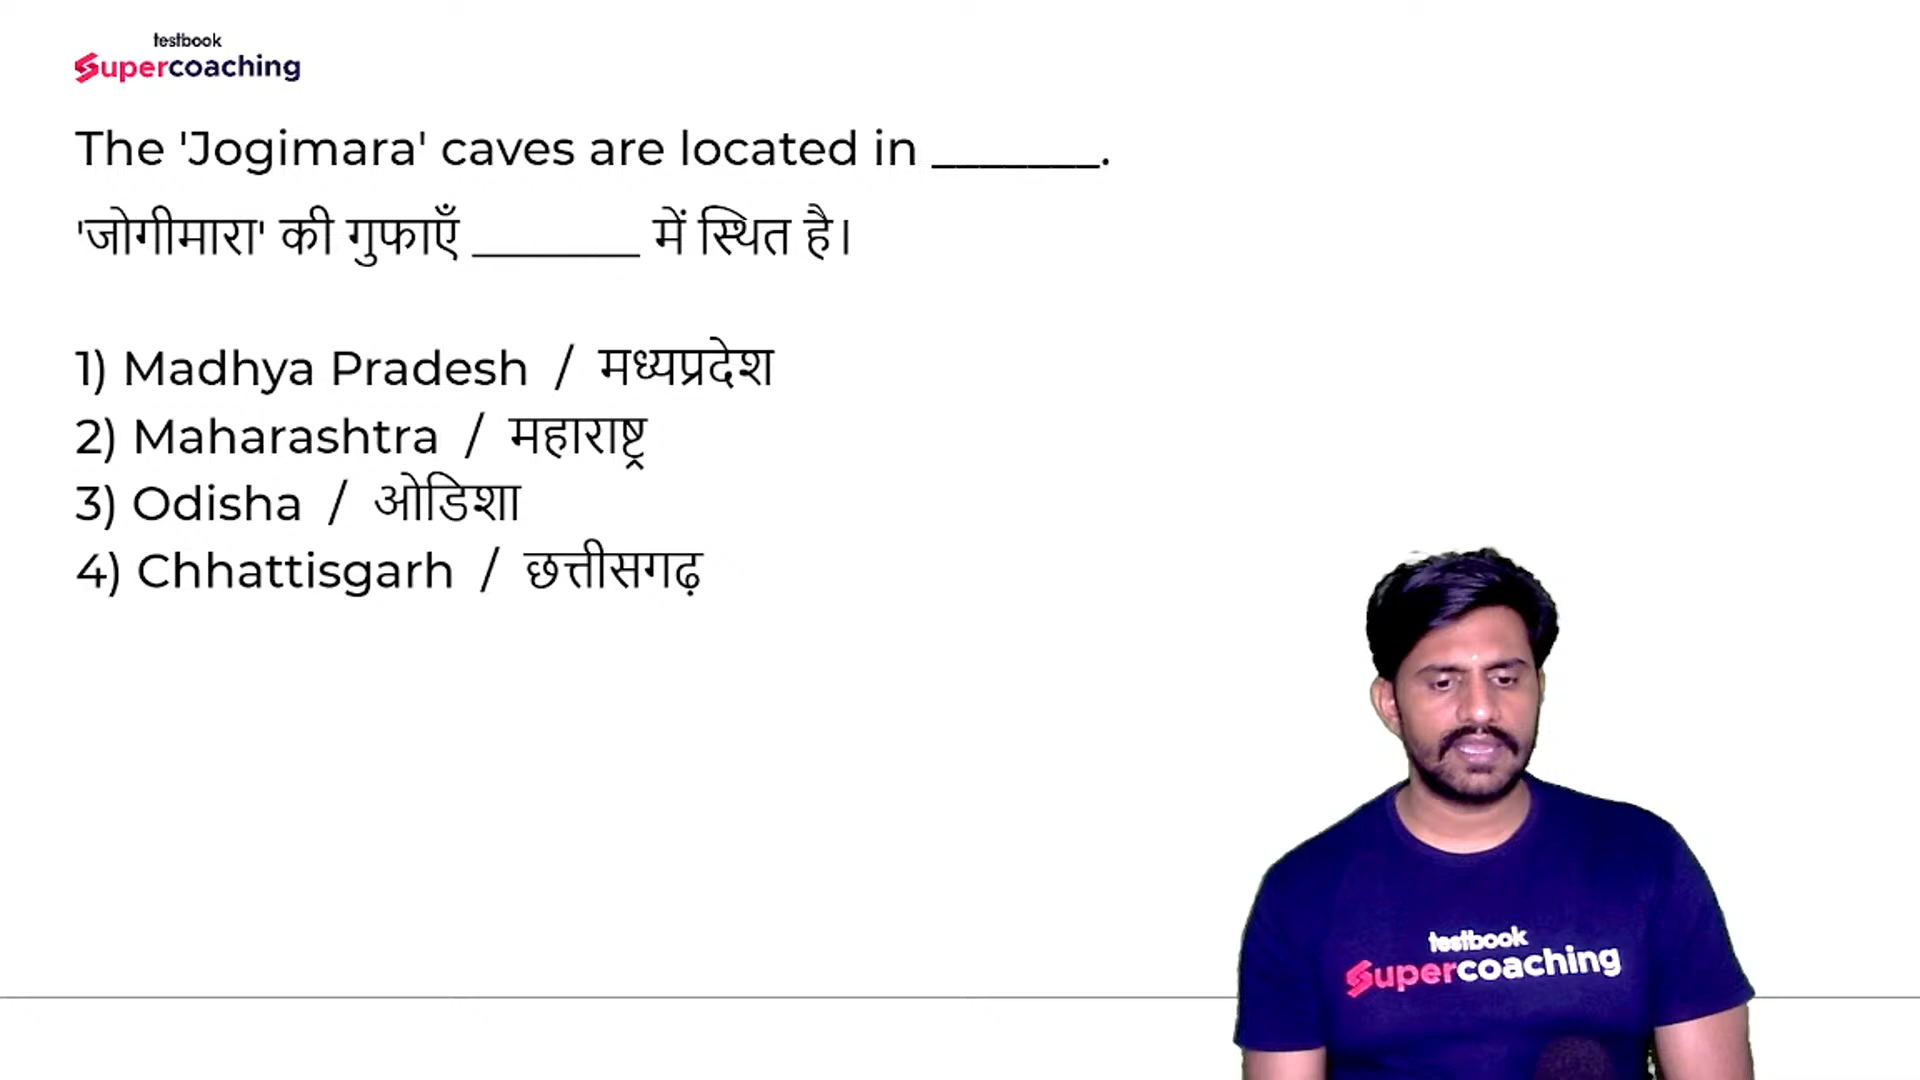 testbook
Supercoaching
The 'Jogimara' caves are located in _______.
'जोगीमारा' की गुफाएँ _______ में स्थित है।
1) Madhya Pradesh / मध्यप्रदेश
2) Maharashtra / महाराष्ट्र
3) Odisha / ओडिशा
4) Chhattisgarh / छत्तीसगढ़
testbook
Supercoaching